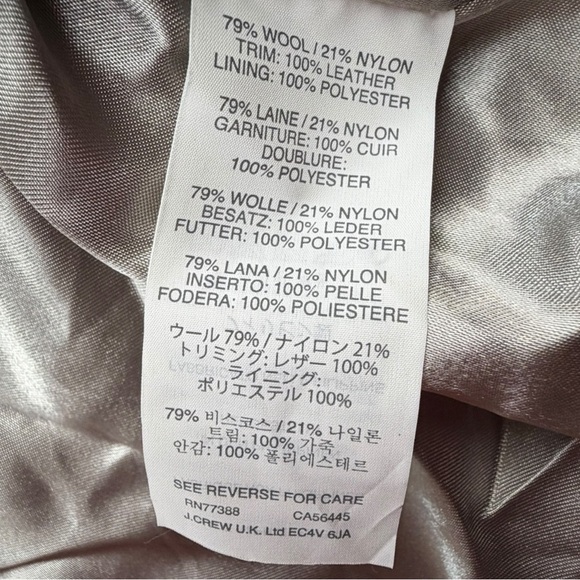 79% WOOL / 21% NYLON
TRIM: 100% LEATHER
LINING: 100% POLYESTER
79% LAINE / 21% NYLON
GARNITURE: 100% CUIR
DOUBLURE:
100% POLYESTER
79% WOLLE / 21% NYLON
BESATZ: 100% LEDER
FUTTER: 100% POLYESTER
79% LANA / 21% NYLON
INSERTO: 100% PELLE
FODERA: 100% POLIESTERE
ウール 79% / ナイロン 21%
トリミング: レザー 100%
ライニング:
ポリエステル 100%
79% 비스코스 / 21% 나일론
트림: 100% 가죽
안감: 100% 폴리에스테르
SEE REVERSE FOR CARE
RN77388 CA56445
J.CREW U.K. Ltd EC4V 6JA